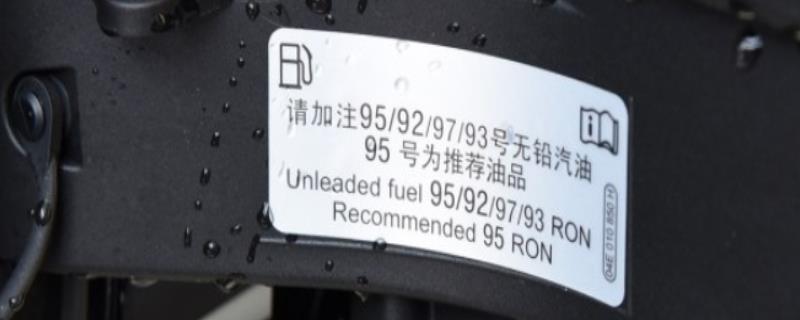 请加注95/92/97/93号无铅汽油
95 号为推荐油品
Unleaded fuel 95/92/97/93 RON
Recommended 95 RON
04E 010 850 H